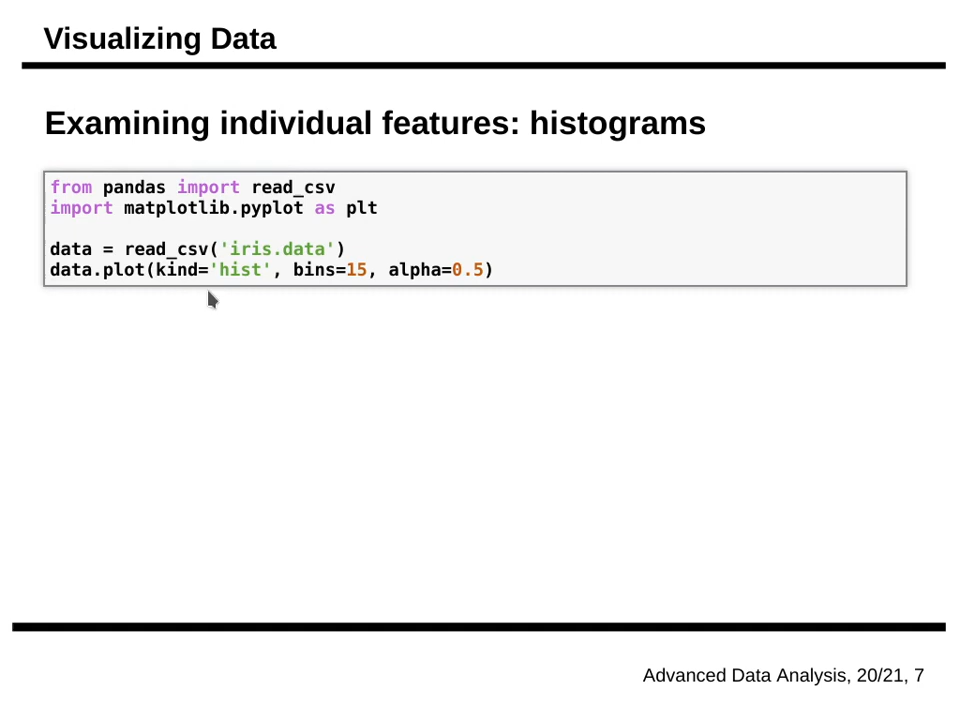 Visualizing Data
Examining individual features: histograms
from pandas import read_csv
import matplotlib.pyplot as plt
data = read_csv('iris.data')
data.plot(kind='hist', bins=15, alpha=0.5)
Advanced Data Analysis, 20/21, 7